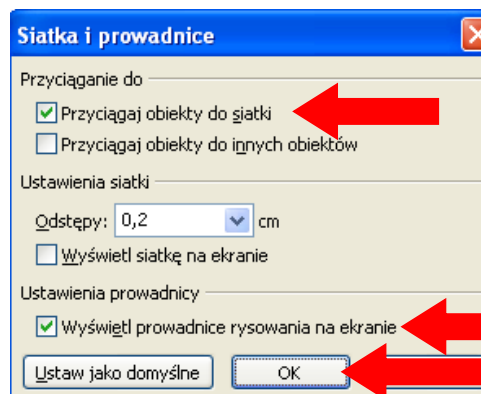 Siatka i prowadnice
Przyciąganie do
Przyciągaj obiekty do siatki
Przyciągaj obiekty do innych obiektów
Ustawienia siatki
Odstępy: 0,2 cm
Wyświetl siatkę na ekranie
Ustawienia prowadnicy
Wyświetl prowadnice rysowania na ekranie
Ustaw jako domyślne OK